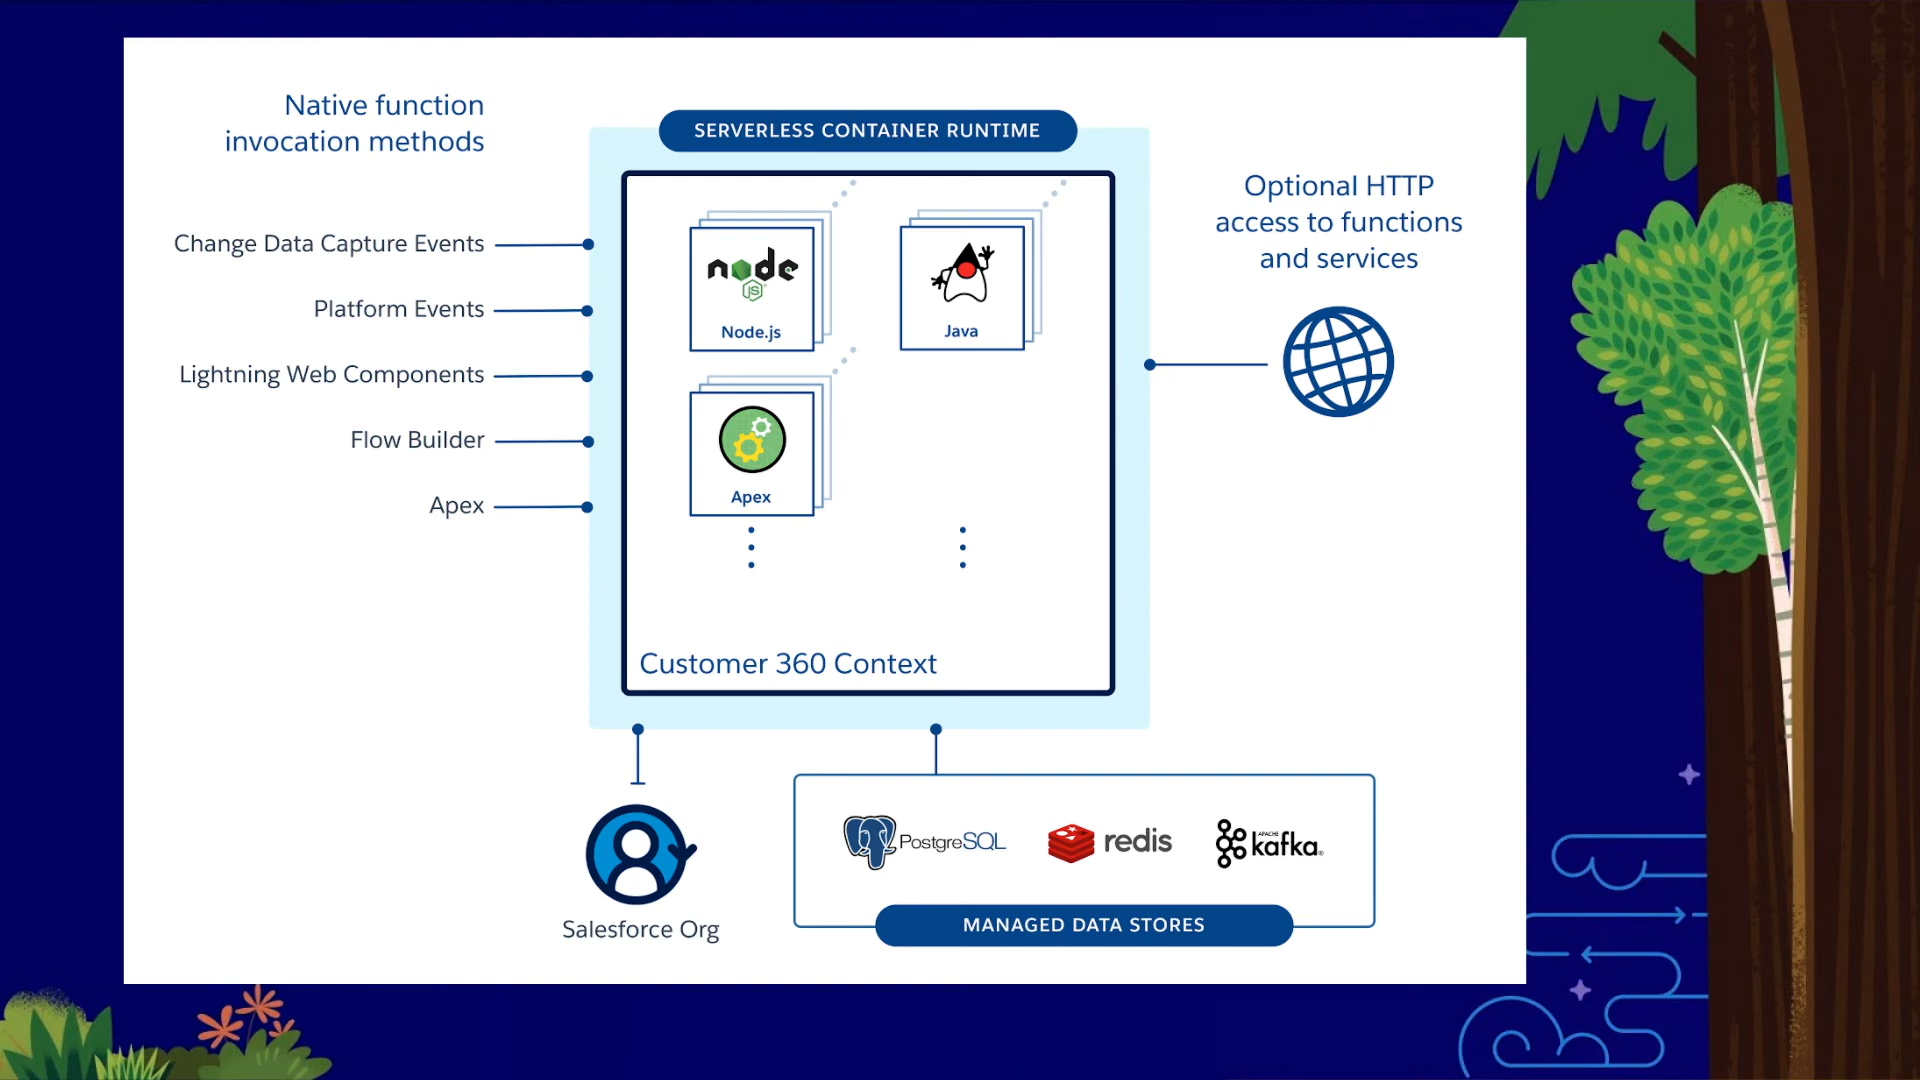 Native function
invocation methods
Change Data Capture Events
Platform Events
Lightning Web Components
Flow Builder
Apex
SERVERLESS CONTAINER RUNTIME
node
JS
Node.js
Java
Apex
Customer 360 Context
Optional HTTP
access to functions
and services
Salesforce Org
PostgreSQL
redis
APACHE
kafka®
MANAGED DATA STORES